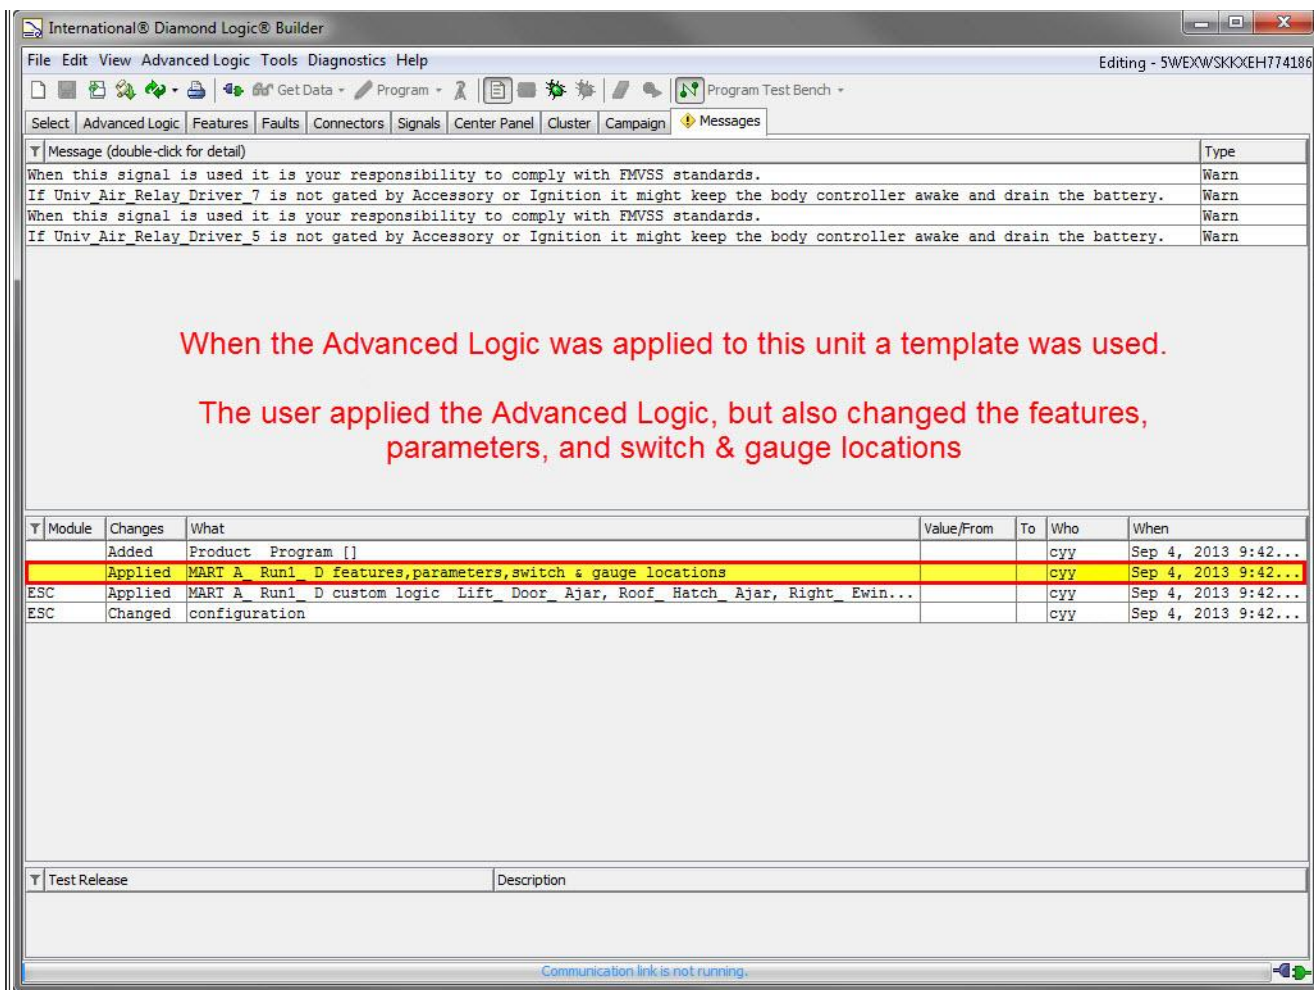 International® Diamond Logic® Builder
File Edit View Advanced Logic Tools Diagnostics Help Editing - 5WEXWSKKXEH774186
Get Data Program Program Test Bench
Select Advanced Logic Features Faults Connectors Signals Center Panel Cluster Campaign Messages
Message (double-click for detail) Type
When this signal is used it is your responsibility to comply with FMVSS standards. Warn
If Univ_Air_Relay_Driver_7 is not gated by Accessory or Ignition it might keep the body controller awake and drain the battery. Warn
When this signal is used it is your responsibility to comply with FMVSS standards. Warn
If Univ_Air_Relay_Driver_5 is not gated by Accessory or Ignition it might keep the body controller awake and drain the battery. Warn
When the Advanced Logic was applied to this unit a template was used.
The user applied the Advanced Logic, but also changed the features,
parameters, and switch & gauge locations
Module Changes What Value/From To Who When
Added Product Program [] cyy Sep 4, 2013 9:42...
Applied MART A_ Run1_ D features,parameters,switch & gauge locations cyy Sep 4, 2013 9:42...
ESC Applied MART A_ Run1_ D custom logic Lift_ Door_ Ajar, Roof_ Hatch_ Ajar, Right_ Ewin... cyy Sep 4, 2013 9:42...
ESC Changed configuration cyy Sep 4, 2013 9:42...
Test Release Description
Communication link is not running.